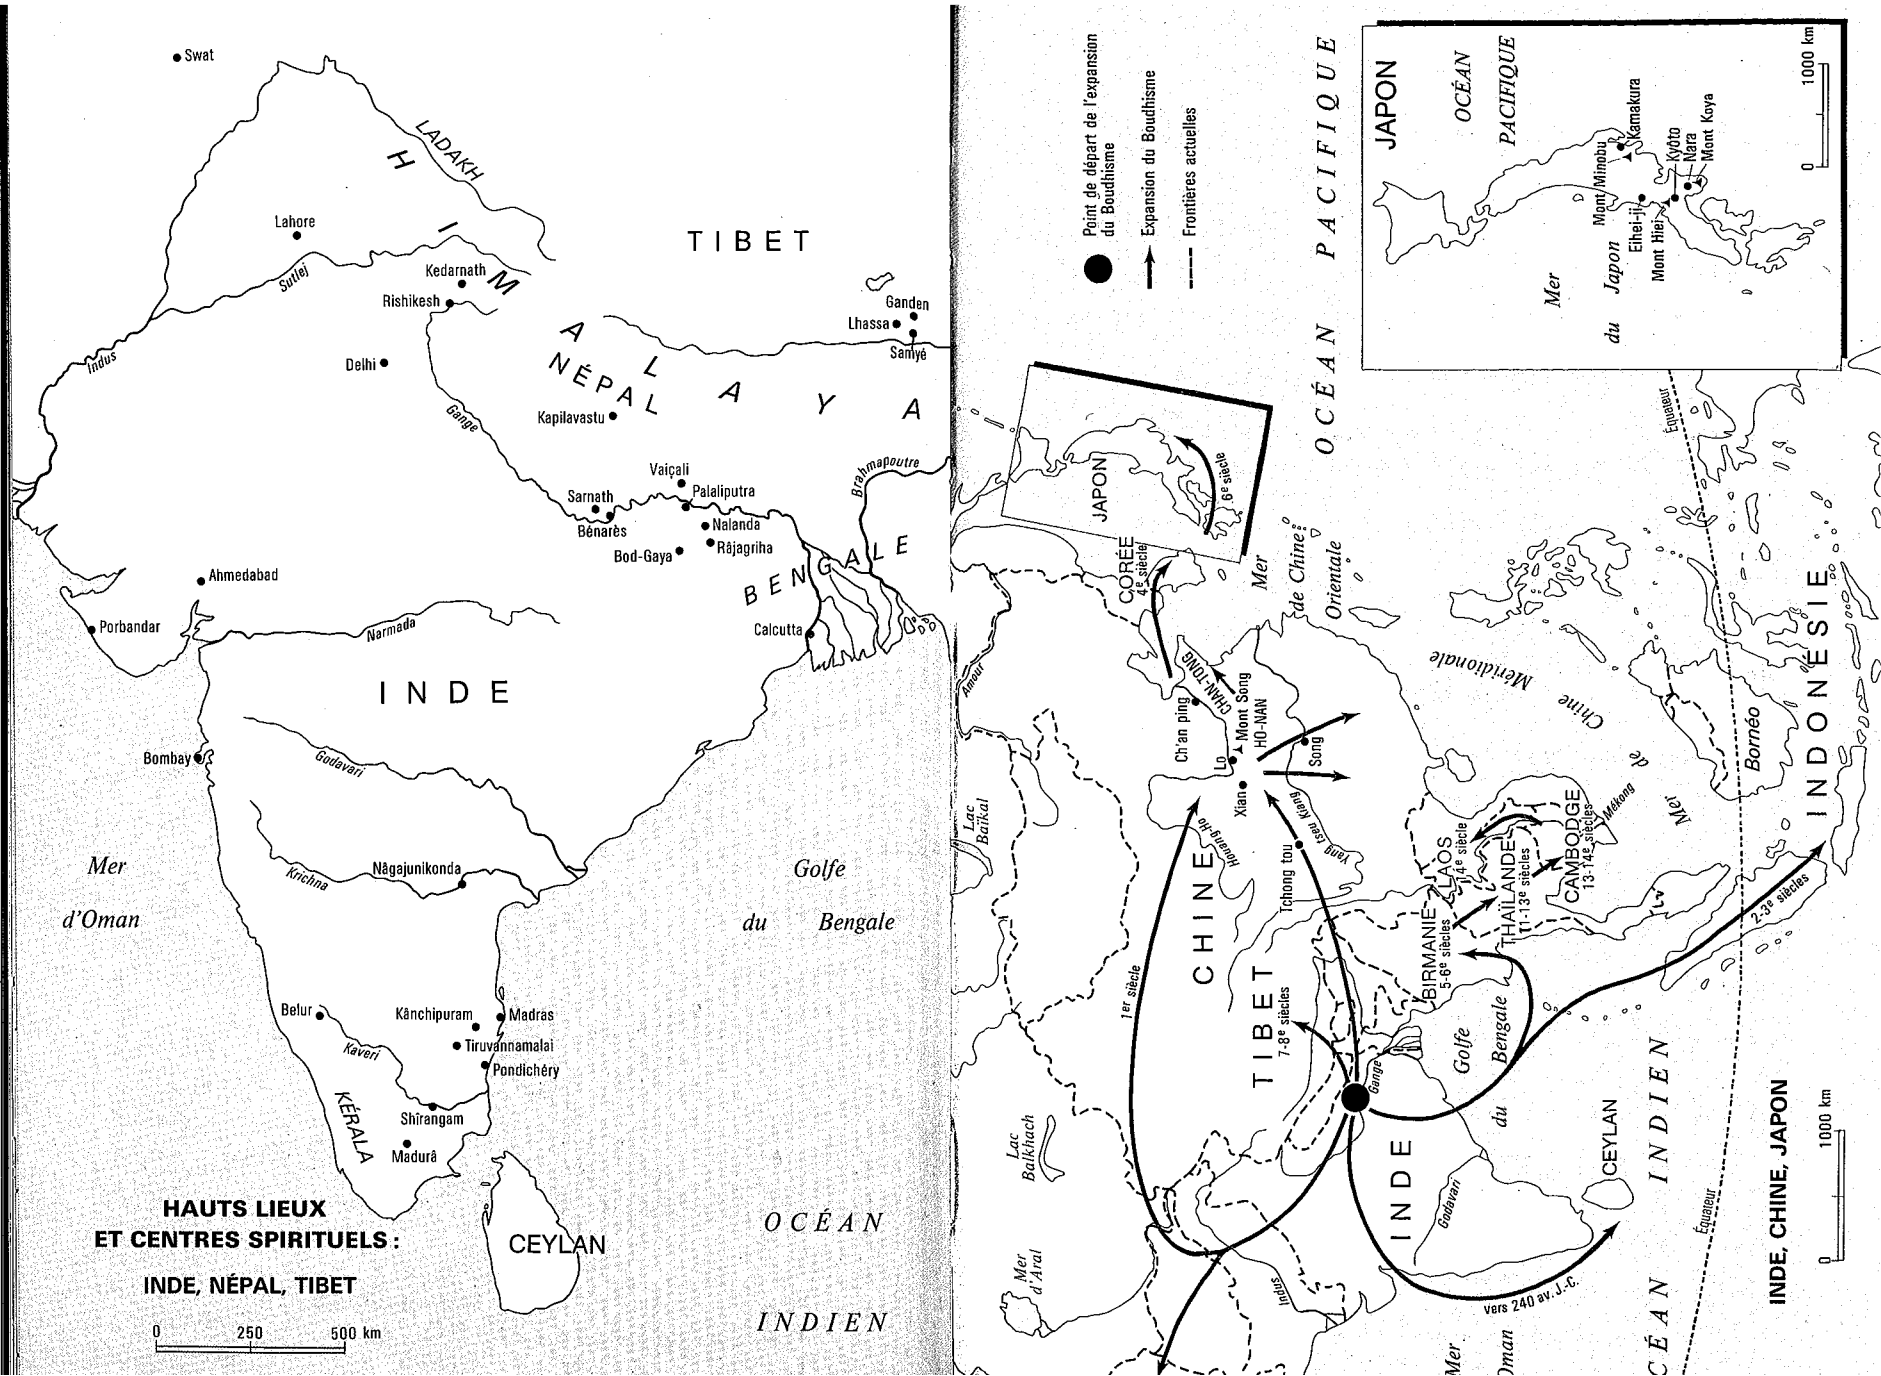 Swat
LADAKH
Lahore
Sutlej
HIMALAYA
TIBET
Kedarnath
Rishikesh
Ganden
Lhassa
Samyé
Indus
Delhi
NÉPAL
Gange
Kapilavastu
Brahmapoutre
Vaiçali
Palaliputra
Sarnath
Bénarès
Nalanda
Bod-Gaya
Râjagriha
BENGALE
Ahmedabad
Porbandar
Narmada
Calcutta
INDE
Bombay
Godavari
Mer
d'Oman
Krichna
Nâgajunikonda
Golfe
du Bengale
Belur
Kânchipuram
Madras
Tiruvannamalai
Kaveri
Pondichéry
KÉRALA
Shîrangam
Madurâ
CEYLAN
OCÉAN
INDIEN
HAUTS LIEUX
ET CENTRES SPIRITUELS :
INDE, NÉPAL, TIBET
0 250 500 km
Point de départ de l'expansion
du Boudhisme
Expansion du Boudhisme
Frontières actuelles
OCÉAN PACIFIQUE
JAPON
OCÉAN
PACIFIQUE
Kamakura
Mont Minobu
Kyôto
Nara
Mont Koya
Eihei-ji
Mont Hiei
Mer
du Japon
0 1000 km
JAPON
6e siècle
CORÉE
4e siècle
Mer
de Chine
Orientale
Équateur
Amour
CHAN-TONG
Ch'an ping
Mont Song
HO-NAN
Lo
Song
Xian
Lac
Baïkal
Houang-Ho
Yang tseu Kiang
Tchong tou
CHINE
1er siècle
TIBET
7-8e siècles
Mer de Chine Méridionale
LAOS
14e siècle
THAÏLANDE
11-13e siècles
CAMBODGE
13-14e siècles
Mékong
BIRMANIE
5-6e siècles
Bornéo
INDONÉSIE
2-3e siècles
Golfe
du Bengale
Gange
Lac
Balkhach
Mer
d'Aral
INDE
Godavari
Indus
CEYLAN
vers 240 av. J.-C.
Mer
Oman
OCÉAN INDIEN
Équateur
INDE, CHINE, JAPON
0 1000 km